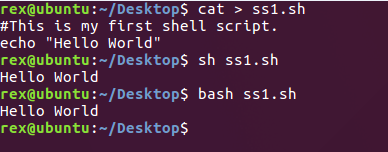 rex@ubuntu:~/Desktop$ cat > ss1.sh
#This is my first shell script.
echo "Hello World"
rex@ubuntu:~/Desktop$ sh ss1.sh
Hello World
rex@ubuntu:~/Desktop$ bash ss1.sh
Hello World
rex@ubuntu:~/Desktop$